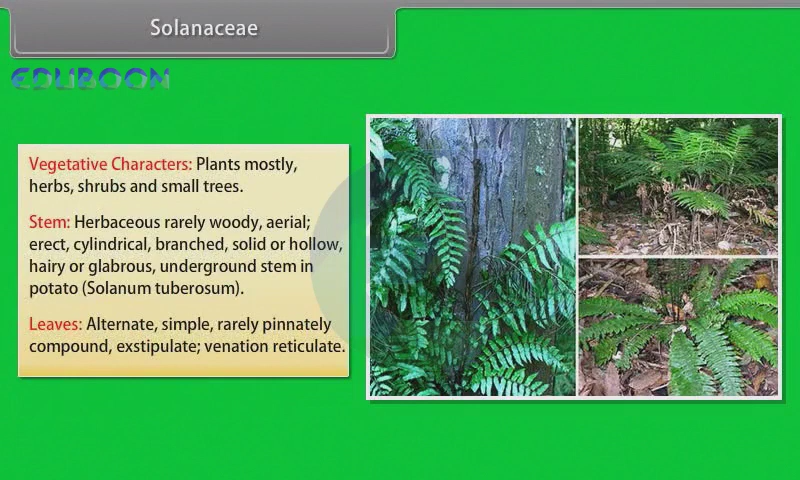 Solanaceae
EDUBOON
Vegetative Characters: Plants mostly,
herbs, shrubs and small trees.
Stem: Herbaceous rarely woody, aerial;
erect, cylindrical, branched, solid or hollow,
hairy or glabrous, underground stem in
potato (Solanum tuberosum).
Leaves: Alternate, simple, rarely pinnately
compound, exstipulate; venation reticulate.